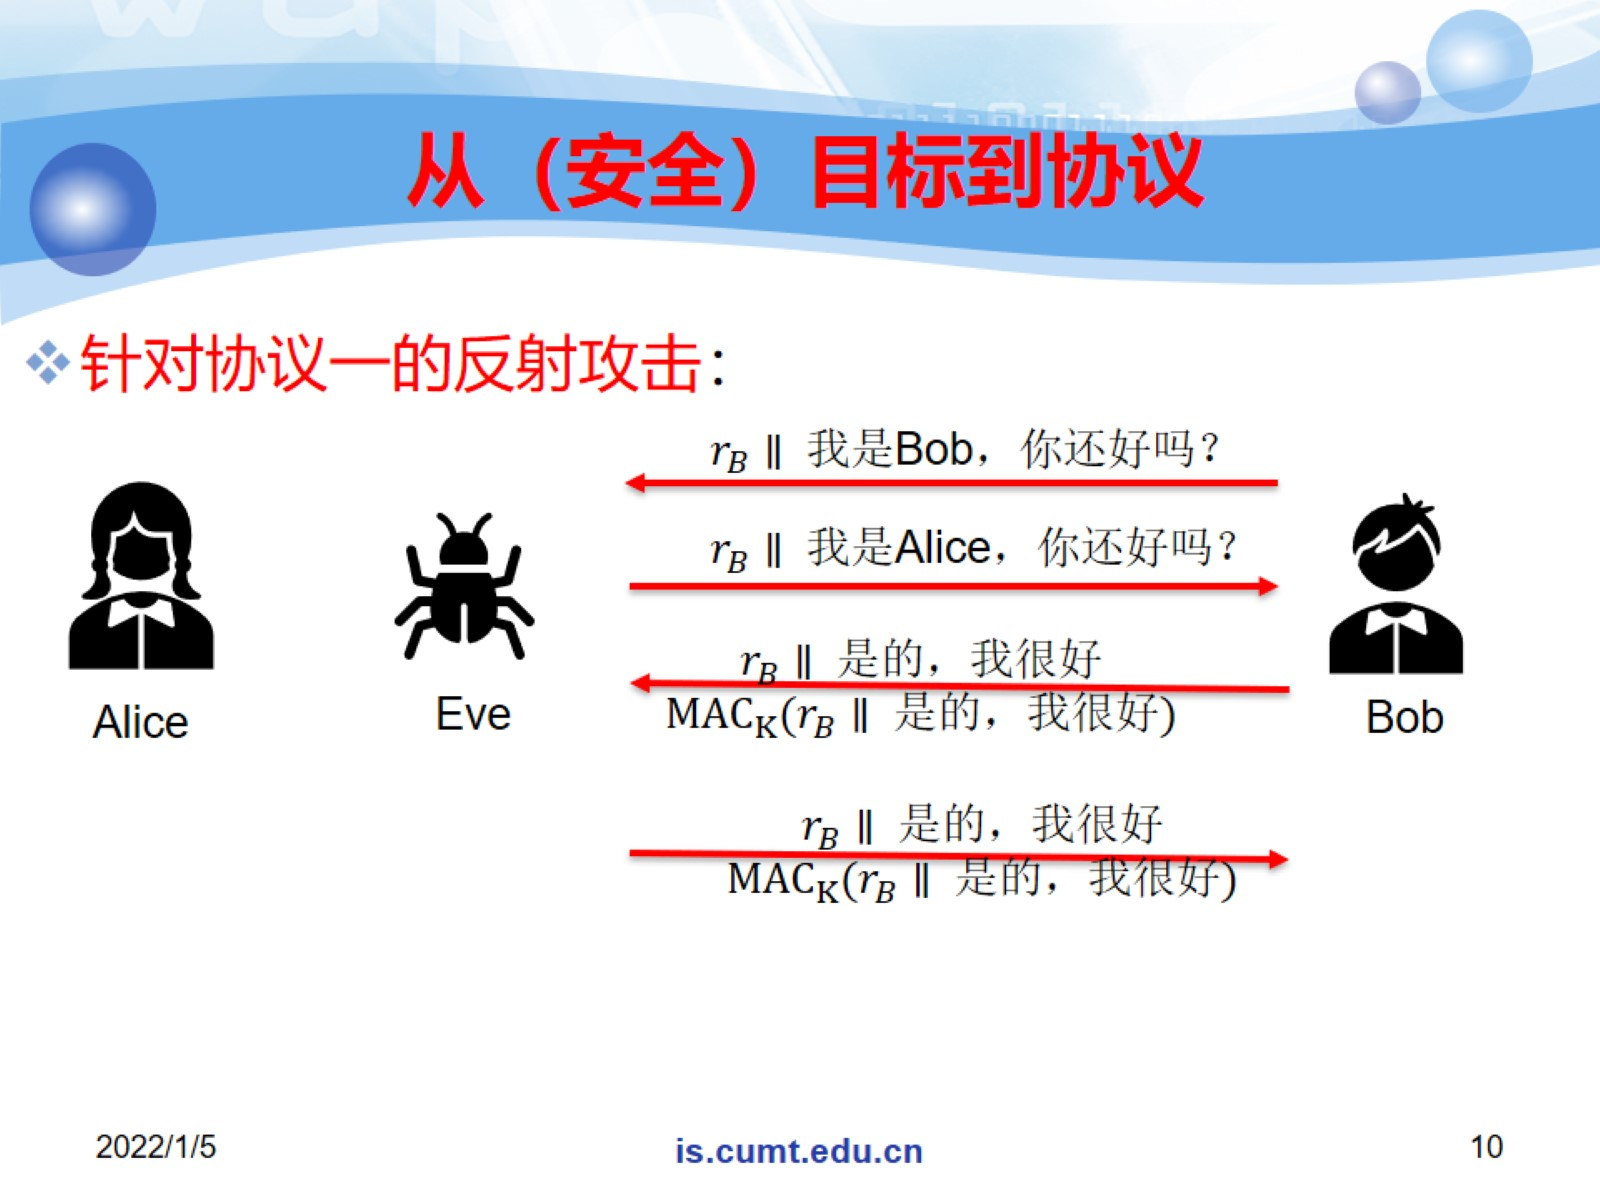 从（安全）目标到协议
针对协议一的反射攻击：
r_B ∥ 我是Bob，你还好吗？
r_B ∥ 我是Alice，你还好吗？
r_B ∥ 是的，我很好
MAC_K(r_B ∥ 是的，我很好)
r_B ∥ 是的，我很好
MAC_K(r_B ∥ 是的，我很好)
Alice
Eve
Bob
2022/1/5
is.cumt.edu.cn
10